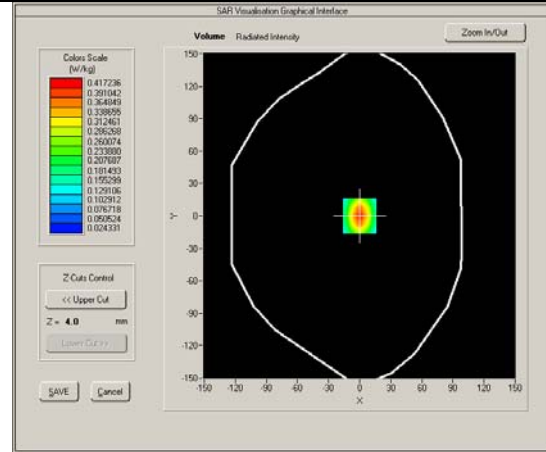 SAR Visualisation Graphical Interface
Volume Radiated Intensity
Zoom In/Out
Colors Scale
(W/kg)
0.417236
0.391042
0.364849
0.338655
0.312461
0.286268
0.260074
0.233880
0.207687
0.181493
0.155299
0.129106
0.102912
0.076718
0.050524
0.024331
150
120
90
60
30
0
-30
-60
-90
-120
-150
Y
-150 -120 -90 -60 -30 0 30 60 90 120 150
X
Z Cuts Control
<< Upper Cut
Z = 4.0 mm
Lower Cut >>
SAVE Cancel